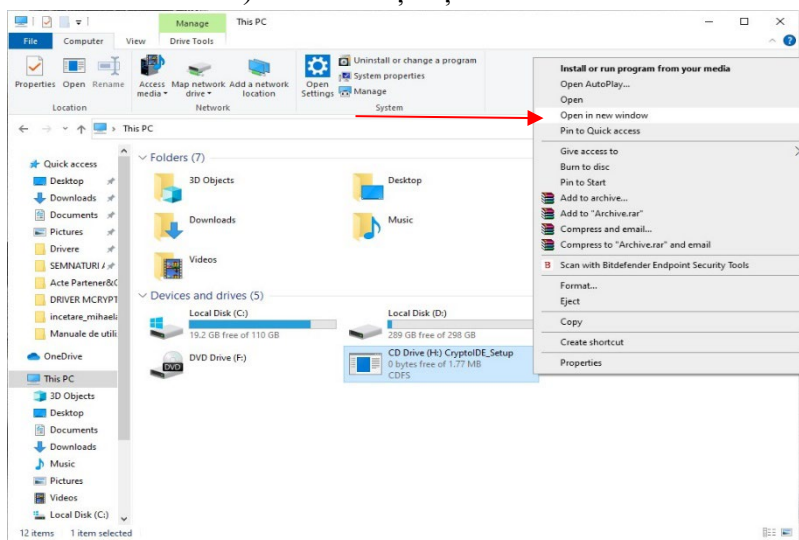 Manage
This PC
File
Computer
View
Drive Tools
Properties
Open
Rename
Access media
Map network drive
Add a network location
Open Settings
Uninstall or change a program
System properties
Manage
Location
Network
System
This PC
Quick access
Desktop
Downloads
Documents
Pictures
Drivere
SEMNATURI
Acte Partener&C
DRIVER MCRYPT
incetare_mihaela
Manuale de utili
OneDrive
This PC
3D Objects
Desktop
Documents
Downloads
Music
Pictures
Videos
Local Disk (C:)
Folders (7)
3D Objects
Desktop
Downloads
Music
Videos
Devices and drives (5)
Local Disk (C:)
19.2 GB free of 110 GB
Local Disk (D:)
289 GB free of 298 GB
DVD
DVD Drive (F:)
CD Drive (H:) CryptoIDE_Setup
0 bytes free of 1.77 MB
CDFS
Install or run program from your media
Open AutoPlay...
Open
Open in new window
Pin to Quick access
Give access to
Burn to disc
Pin to Start
Add to archive...
Add to "Archive.rar"
Compress and email...
Compress to "Archive.rar" and email
B Scan with Bitdefender Endpoint Security Tools
Format...
Eject
Copy
Create shortcut
Properties
12 items
1 item selected